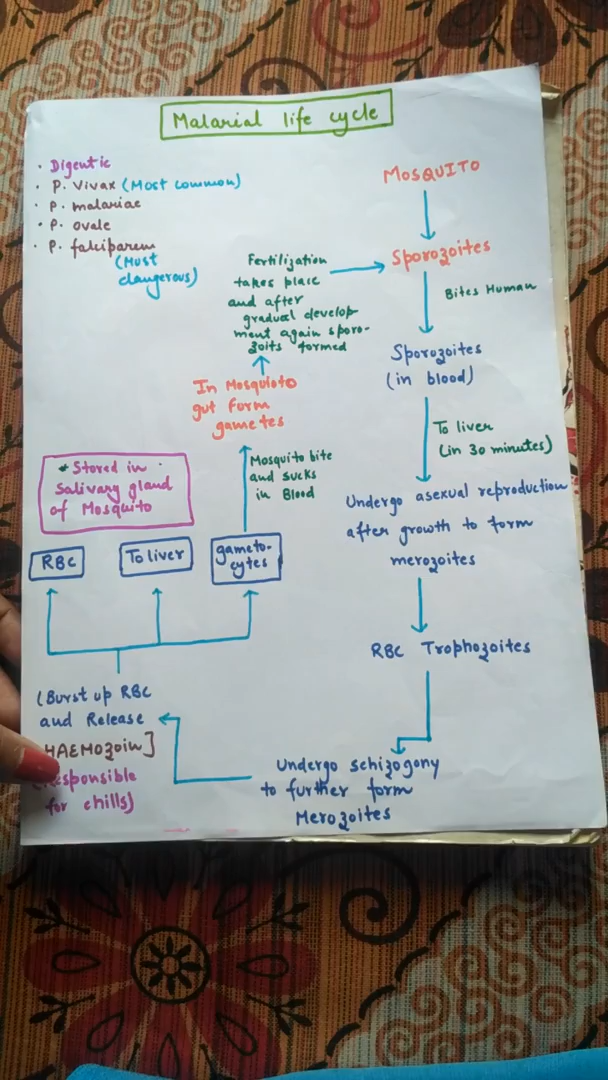 Malarial life cycle
• Digentic
• P. Vivax (Most common)
• P. malariae
• P. ovale
• P. falciparem
(Most
dangerous)
MOSQUITO
Sporozoites
Bites Human
Sporozoites
(in blood)
To liver
(in 30 minutes)
Undergo asexual reproduction
after growth to form
merozoites
RBC Trophozoites
Undergo schizogony
to further form
Merozoites
(Burst up RBC
and Release
HAEMOZOIN]
(Responsible
for chills)
RBC
To liver
gameto-
cytes
Mosquito bite
and sucks
in Blood
In Mosquioto
gut form
gametes
Fertilization
takes place
and after
gradual develop
ment again sporo-
zoits formed
* Stored in
Salivary gland
of Mosquito